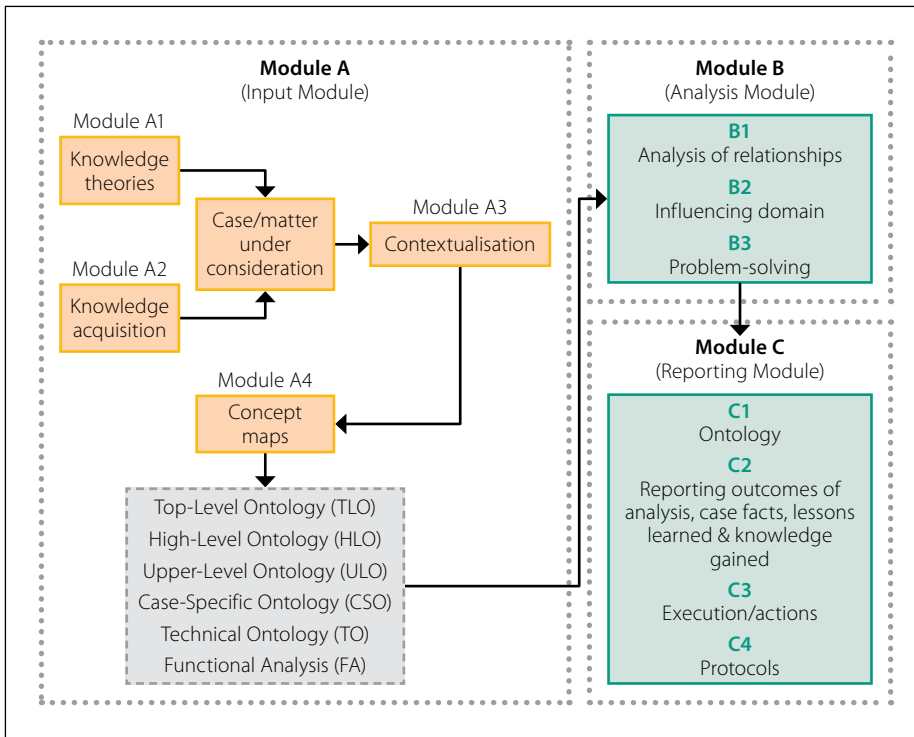 Module A
(Input Module)
Module A1
Knowledge
theories
Module A2
Knowledge
acquisition
Case/matter
under
consideration
Module A3
Contextualisation
Module A4
Concept
maps
Top-Level Ontology (TLO)
High-Level Ontology (HLO)
Upper-Level Ontology (ULO)
Case-Specific Ontology (CSO)
Technical Ontology (TO)
Functional Analysis (FA)
Module B
(Analysis Module)
B1
Analysis of relationships
B2
Influencing domain
B3
Problem-solving
Module C
(Reporting Module)
C1
Ontology
C2
Reporting outcomes of
analysis, case facts, lessons
learned & knowledge
gained
C3
Execution/actions
C4
Protocols